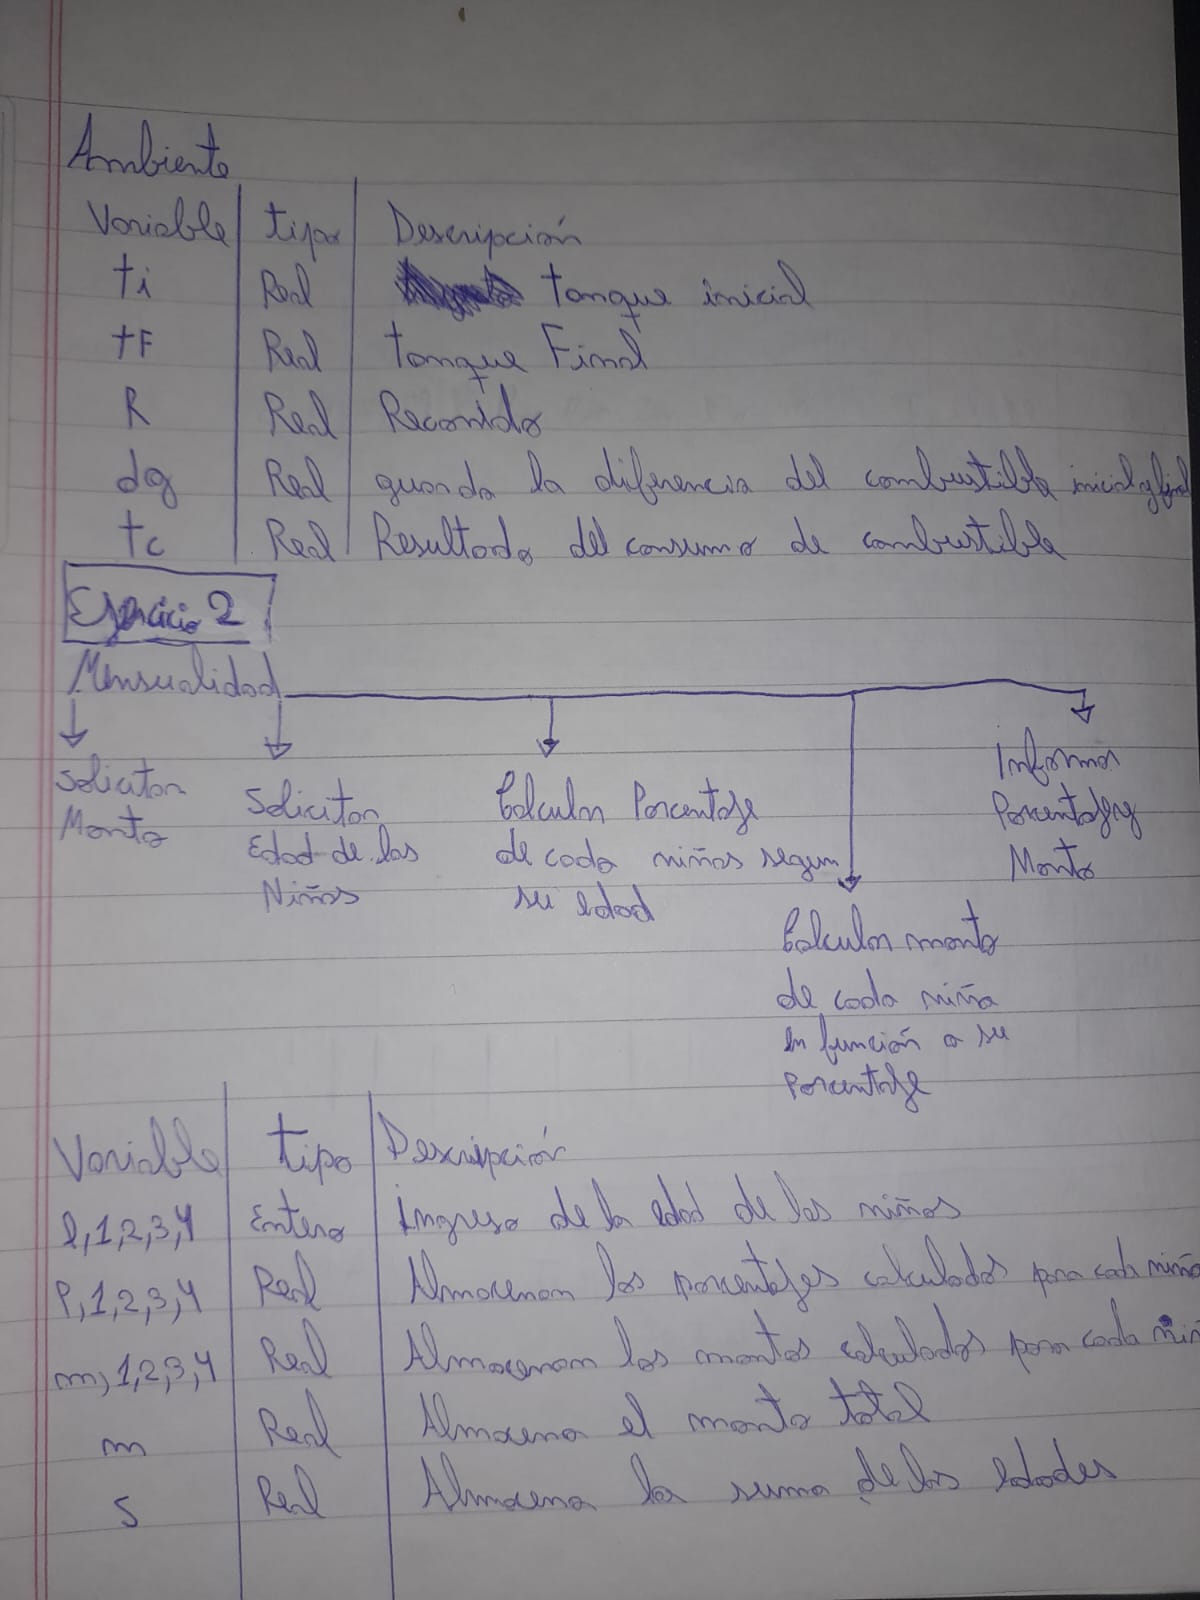 Ambiente
Variable tipo Descripción
ti Real tanque inicial
tF Real tanque Final
R Real Recorrido
dg Real guarda la diferencia del combustible inicial y final
tc Real Resultado del consumo de combustible
Ejercicio 2
Mensualidad
Solicitar
Monto
Solicitar
Edad de los
Niños
Calcular Porcentaje
de cada niños segun
su edad
Calcular monto
de cada niño
en función a su
Porcentaje
Informar
Porcentaje y
Monto
Variable tipo Descripción
e,1,2,3,4 Entero Ingreso de la edad de los niños
P,1,2,3,4 Real Almacenan los porcentajes calculados para cada niño
m,1,2,3,4 Real Almacenan los montos calculados para cada niñ
m Real Almacena el monto total
S Real Almacena la suma de las edades